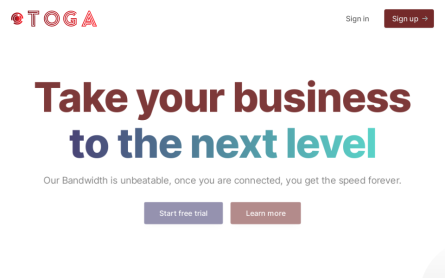 TOGA
Sign in
Sign up →
Take your business
to the next level
Our Bandwidth is unbeatable, once you are connected, you get the speed forever.
Start free trial
Learn more